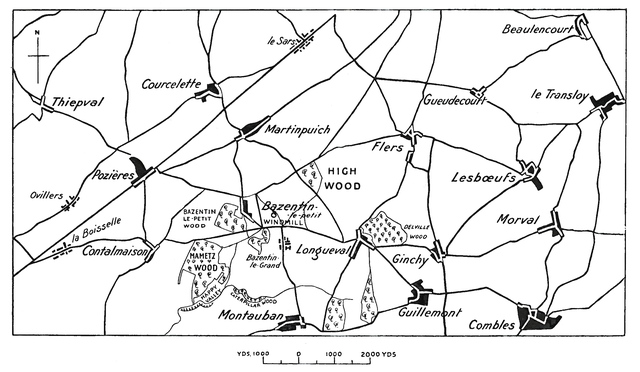 N
le Sars
Beaulencourt
Courcelette
Thiepval
Gueudecourt
le Transloy
Martinpuich
Flers
Pozières
HIGH
WOOD
Lesbœufs
Ovillers
BAZENTIN
LE-PETIT
WOOD
Bazentin-
le-petit
WINDMILL
la Boisselle
DELVILLE
WOOD
Morval
Contalmaison
MAMETZ
WOOD
Bazentin-
le-Grand
Longueval
Ginchy
HAPPY
VALLEY
CATERPILLAR WOOD
Montauban
Guillemont
Combles
YDS, 1000 0 1000 2000 YDS